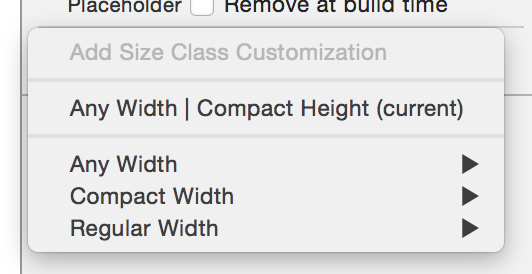 Placeholder Remove at build time
Add Size Class Customization
Any Width | Compact Height (current)
Any Width
Compact Width
Regular Width